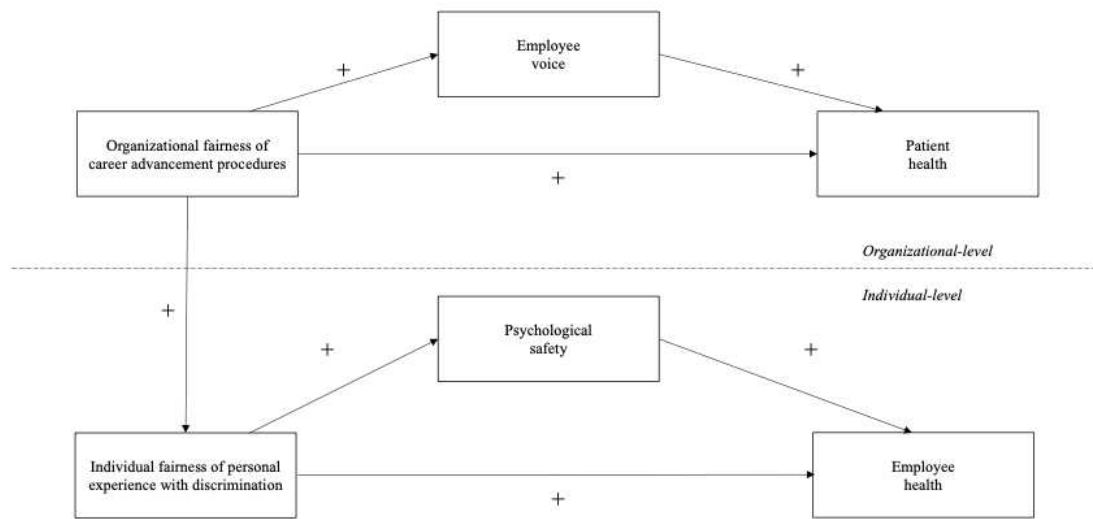 Employee
voice
+
+
Organizational fairness of
career advancement procedures
Patient
health
+
Organizational-level
Individual-level
+
Psychological
safety
+
+
Individual fairness of personal
experience with discrimination
Employee
health
+